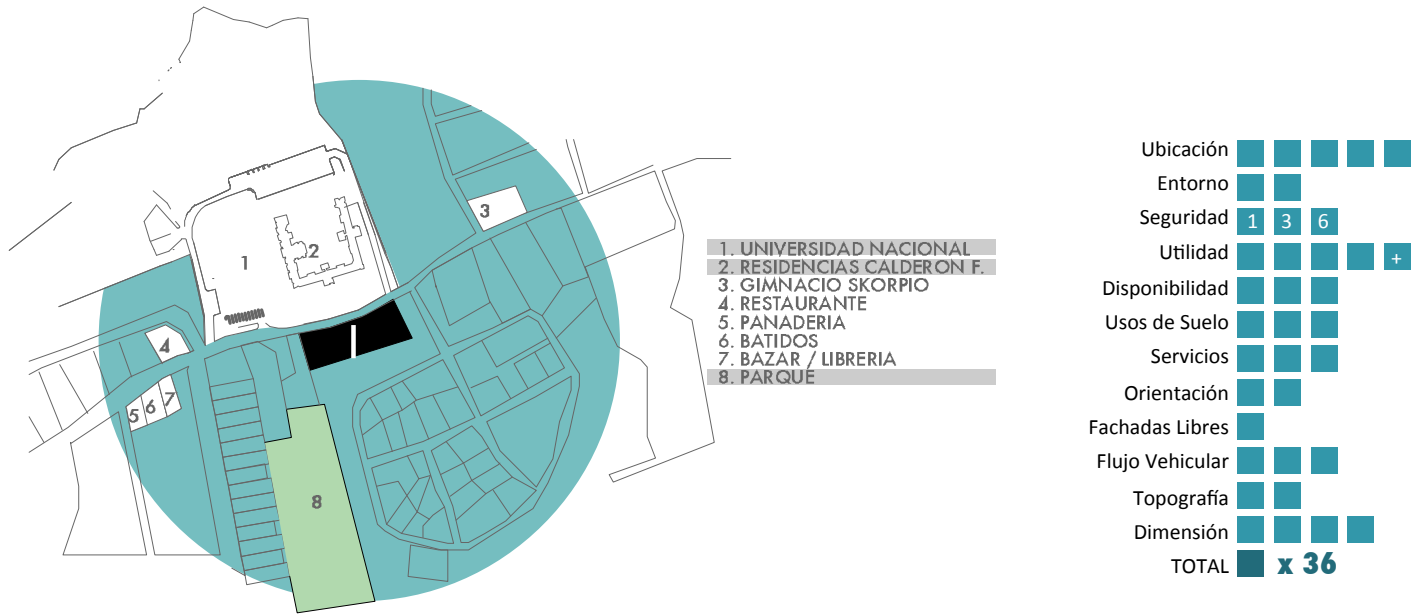 1
2
3
4
5
6
7
8
1. UNIVERSIDAD NACIONAL
2. RESIDENCIAS CALDERON F.
3. GIMNACIO SKORPIO
4. RESTAURANTE
5. PANADERIA
6. BATIDOS
7. BAZAR / LIBRERIA
8. PARQUE
Ubicación
Entorno
Seguridad 1 3 6
Utilidad +
Disponibilidad
Usos de Suelo
Servicios
Orientación
Fachadas Libres
Flujo Vehicular
Topografía
Dimensión
TOTAL x 36